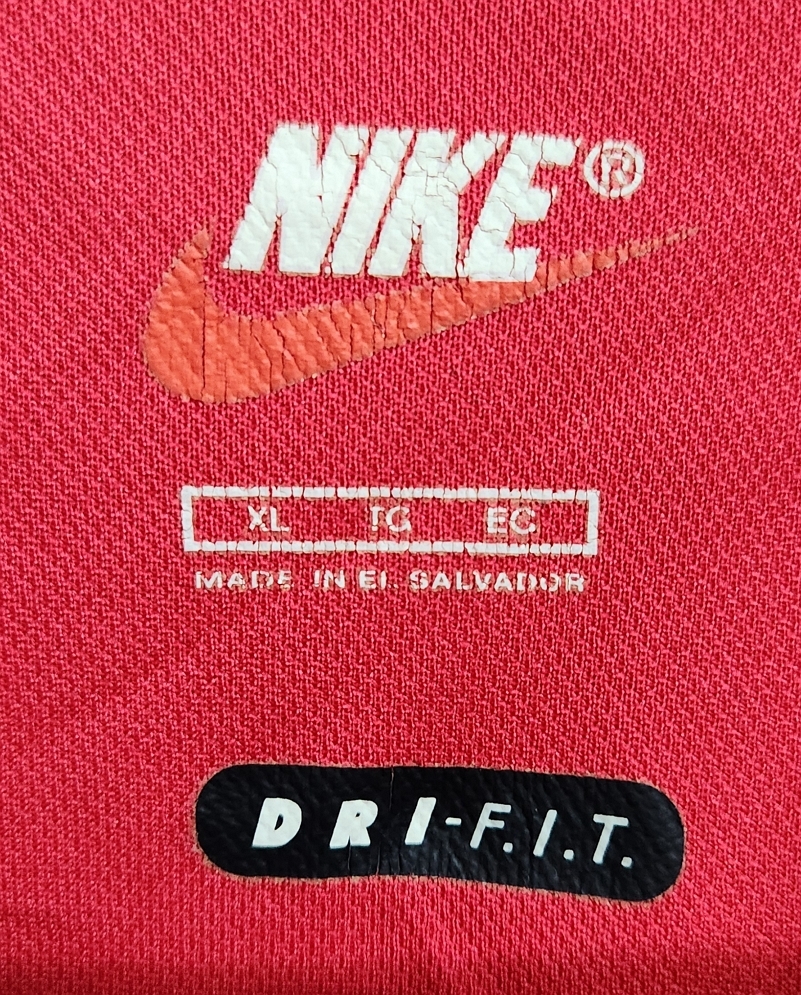 NIKE®
XL TG EG
MADE IN EL SALVADOR
DRI-F.I.T.